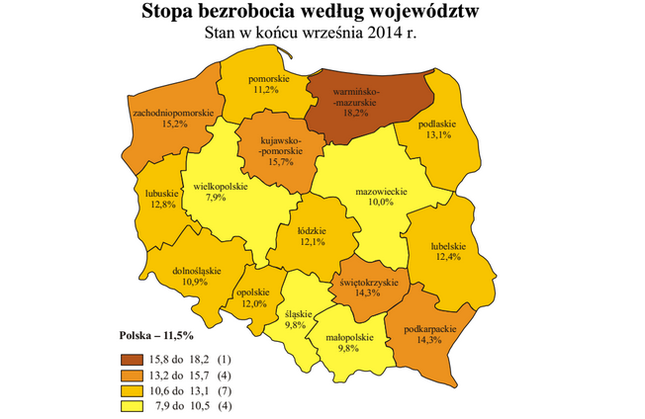 Stopa bezrobocia według województw
Stan w końcu września 2014 r.
pomorskie
11,2%
warmińsko-
-mazurskie
18,2%
zachodniopomorskie
15,2%
podlaskie
13,1%
kujawsko-
-pomorskie
15,7%
lubuskie
12,8%
wielkopolskie
7,9%
mazowieckie
10,0%
łódzkie
12,1%
lubelskie
12,4%
dolnośląskie
10,9%
opolskie
12,0%
świętokrzyskie
14,3%
śląskie
9,8%
małopolskie
9,8%
podkarpackie
14,3%
Polska – 11,5%
15,8 do 18,2 (1)
13,2 do 15,7 (4)
10,6 do 13,1 (7)
7,9 do 10,5 (4)